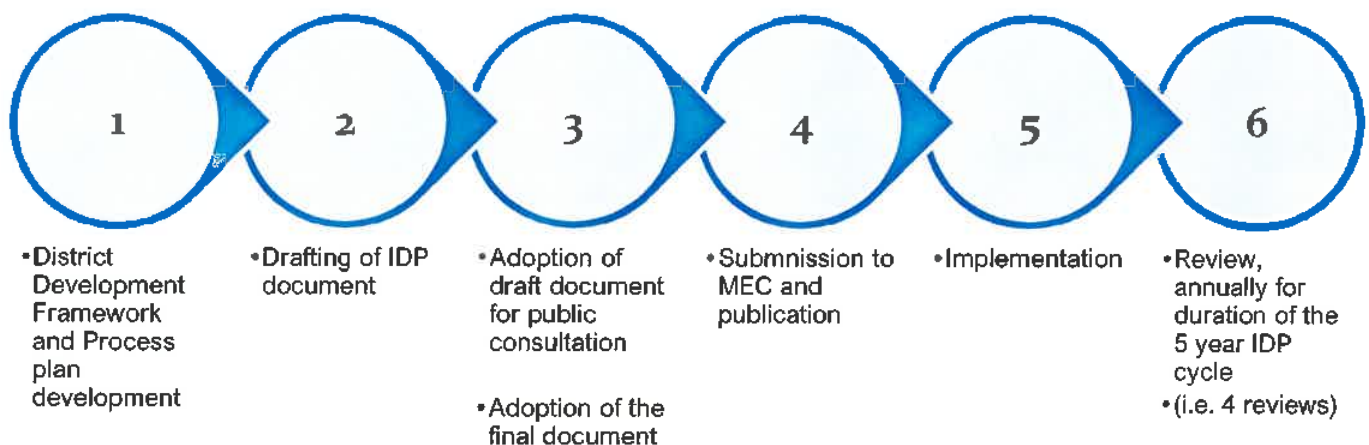 1
•District
Development
Framework
and Process
plan
development
2
•Drafting of IDP
document
3
•Adoption of
draft document
for public
consultation
•Adoption of the
final document
4
•Submnission to
MEC and
publication
5
•Implementation
6
•Review,
annually for
duration of the
5 year IDP
cycle
•(i.e. 4 reviews)